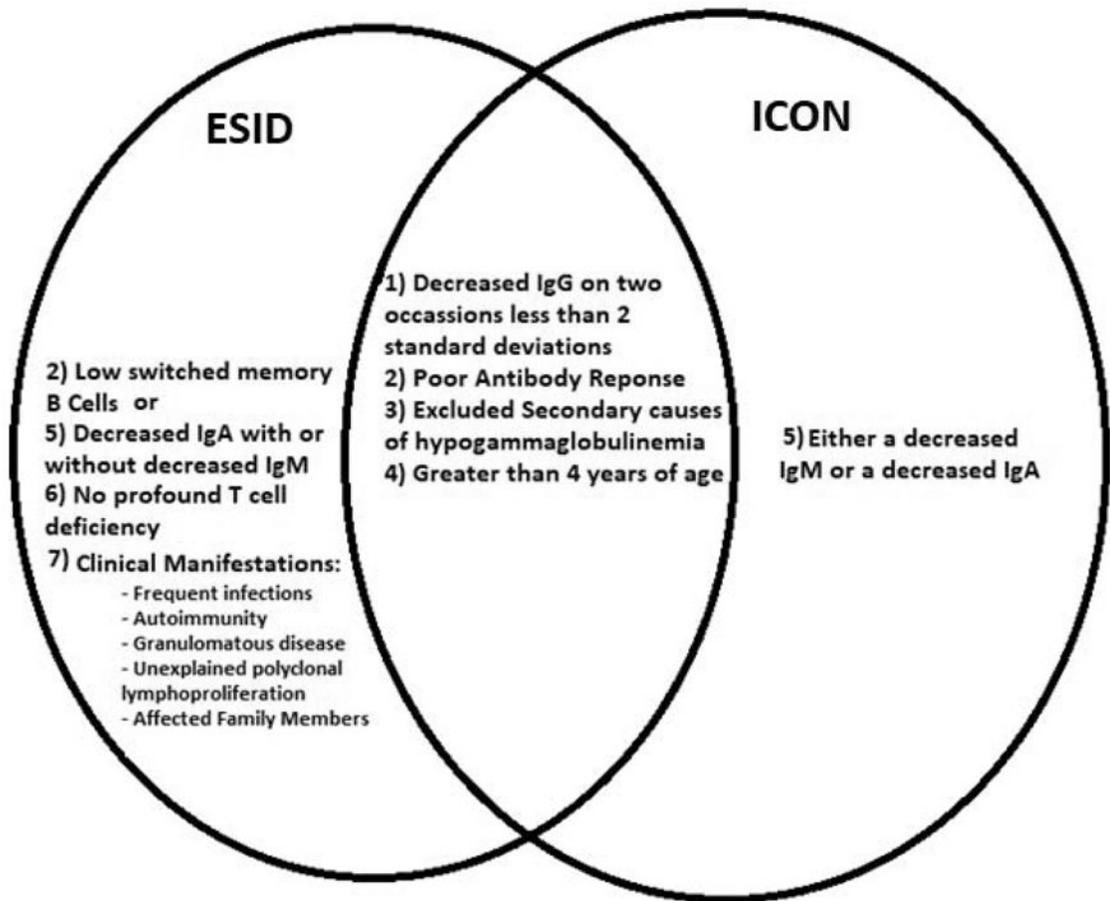 ESID
ICON
1) Decreased IgG on two
occassions less than 2
standard deviations
2) Poor Antibody Reponse
3) Excluded Secondary causes
of hypogammaglobulinemia
4) Greater than 4 years of age
2) Low switched memory
B Cells or
5) Decreased IgA with or
without decreased IgM
6) No profound T cell
deficiency
7) Clinical Manifestations:
- Frequent infections
- Autoimmunity
- Granulomatous disease
- Unexplained polyclonal
lymphoproliferation
- Affected Family Members
5) Either a decreased
IgM or a decreased IgA